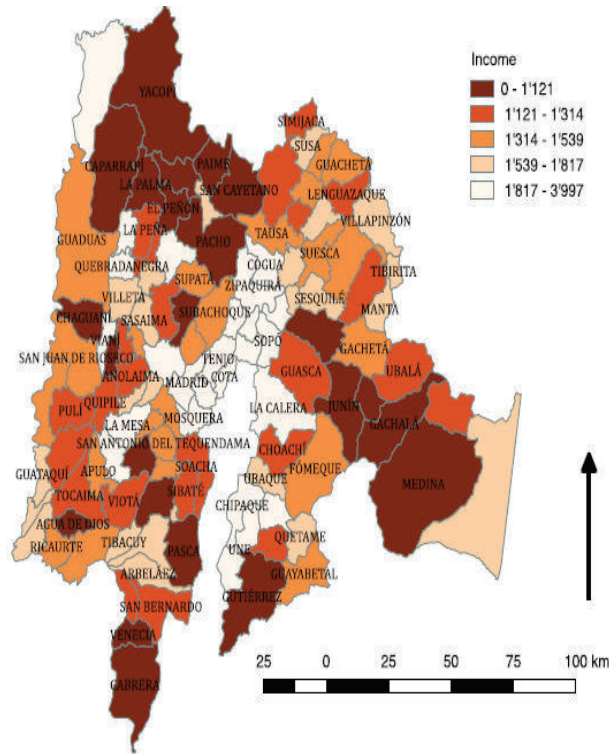 Income
0 - 1'121
1'121 - 1'314
1'314 - 1'539
1'539 - 1'817
1'817 - 3'997
YACOPÍ
SIMIJACA
SUSA
CAPARRAPÍ
PAIME
GUACHETÁ
LA PALMA
SAN CAYETANO
LENGUAZAQUE
EL PEÑÓN
VILLAPINZÓN
LA PEÑA
TAUSA
GUADUAS
PACHO
SUESCA
QUEBRADANEGRA
COGUA
TIBIRITA
SUPATÁ
ZIPAQUIRÁ
VILLETA
SESQUILÉ
MANTA
CHAGUANÍ
SASAIMA
SUBACHOQUE
VIANÍ
SOPÓ
GACHETÁ
SAN JUAN DE RIOSECO
TENJO
GUASCA
UBALÁ
ANOLAIMA
MADRID
COTA
PULÍ
QUIPILE
LA CALERA
JUNÍN
MOSQUERA
GACHALÁ
LA MESA
SAN ANTONIO DEL TEQUENDAMA
CHOACHÍ
FÓMEQUE
GUATAQUÍ
APULO
SOACHA
UBAQUE
MEDINA
TOCAIMA
VIOTÁ
SIBATÉ
CHIPAQUE
AGUA DE DIOS
QUETAME
RICAURTE
TIBACUY
PASCA
UNE
ARBELÁEZ
GUAYABETAL
GUTIÉRREZ
SAN BERNARDO
VENECIA
CABRERA
25 0 25 50 75 100 km